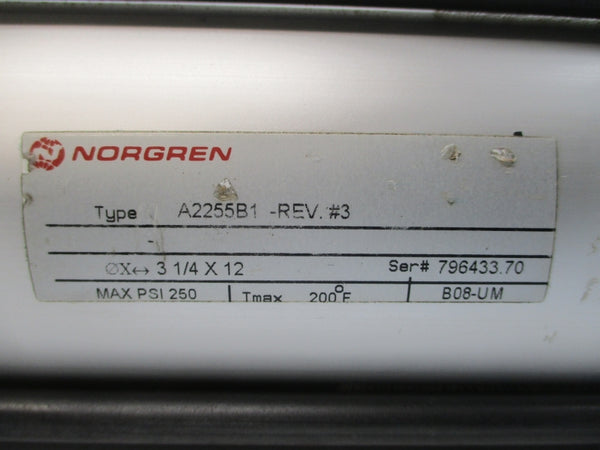 NORGREN
Type A2255B1 -REV. #3
∅X↔ 3 1/4 X 12 Ser# 796433.70
MAX PSI 250 Tmax 200°F B08-UM